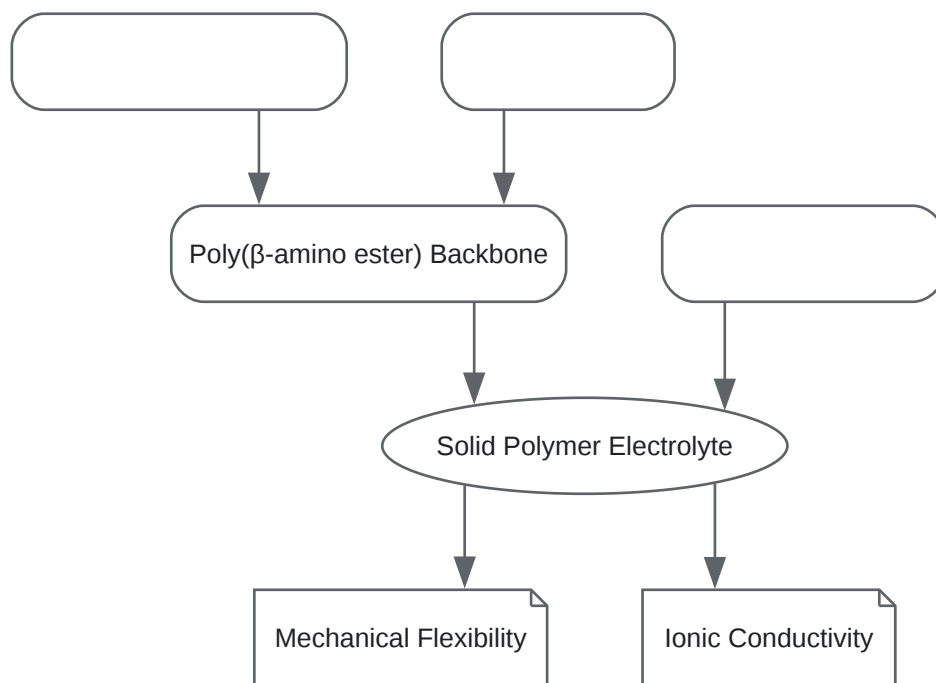 Poly(β-amino ester) Backbone
Solid Polymer Electrolyte
Mechanical Flexibility
Ionic Conductivity